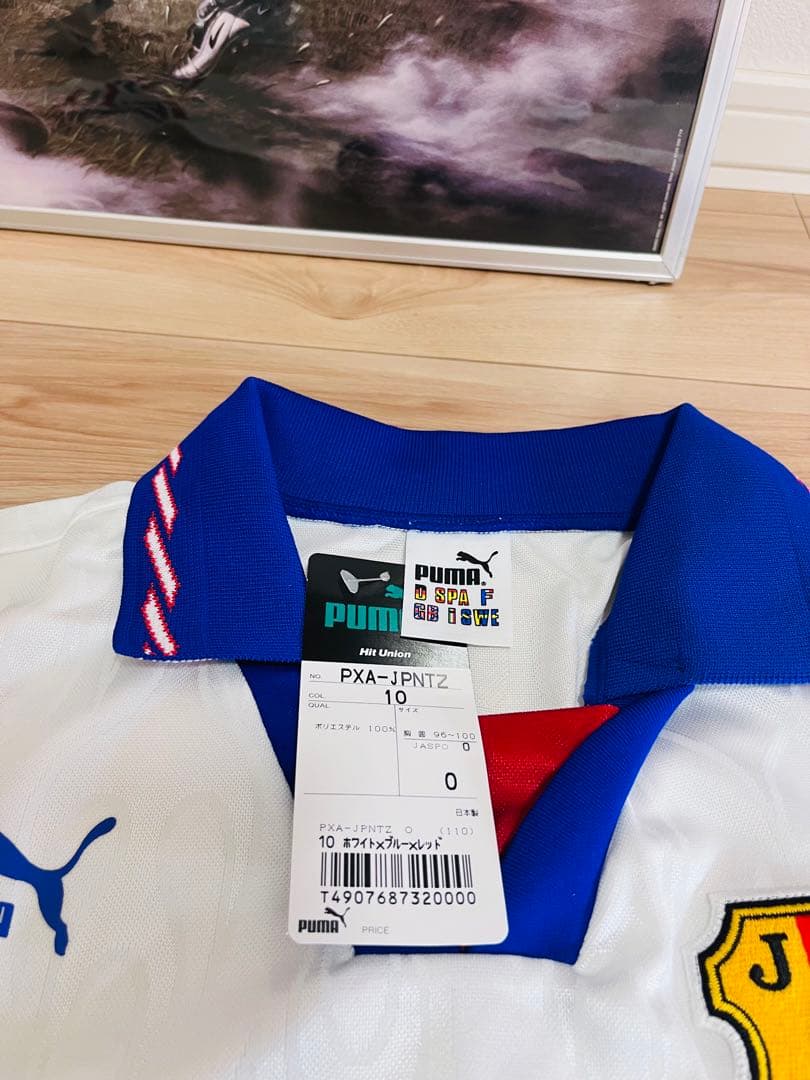 PUMA®
D SPA F
GB i SWE
PUM
Hit Union
NO. PXA-JPNTZ
COL. 10
QUAL サイズ
ポリエステル 100% 胸囲 96~100
JASPO O
O
日本製
PXA-JPNTZ O (110)
10 ホワイト×ブルー×レッド
T4907687320000
PUMA PRICE
J